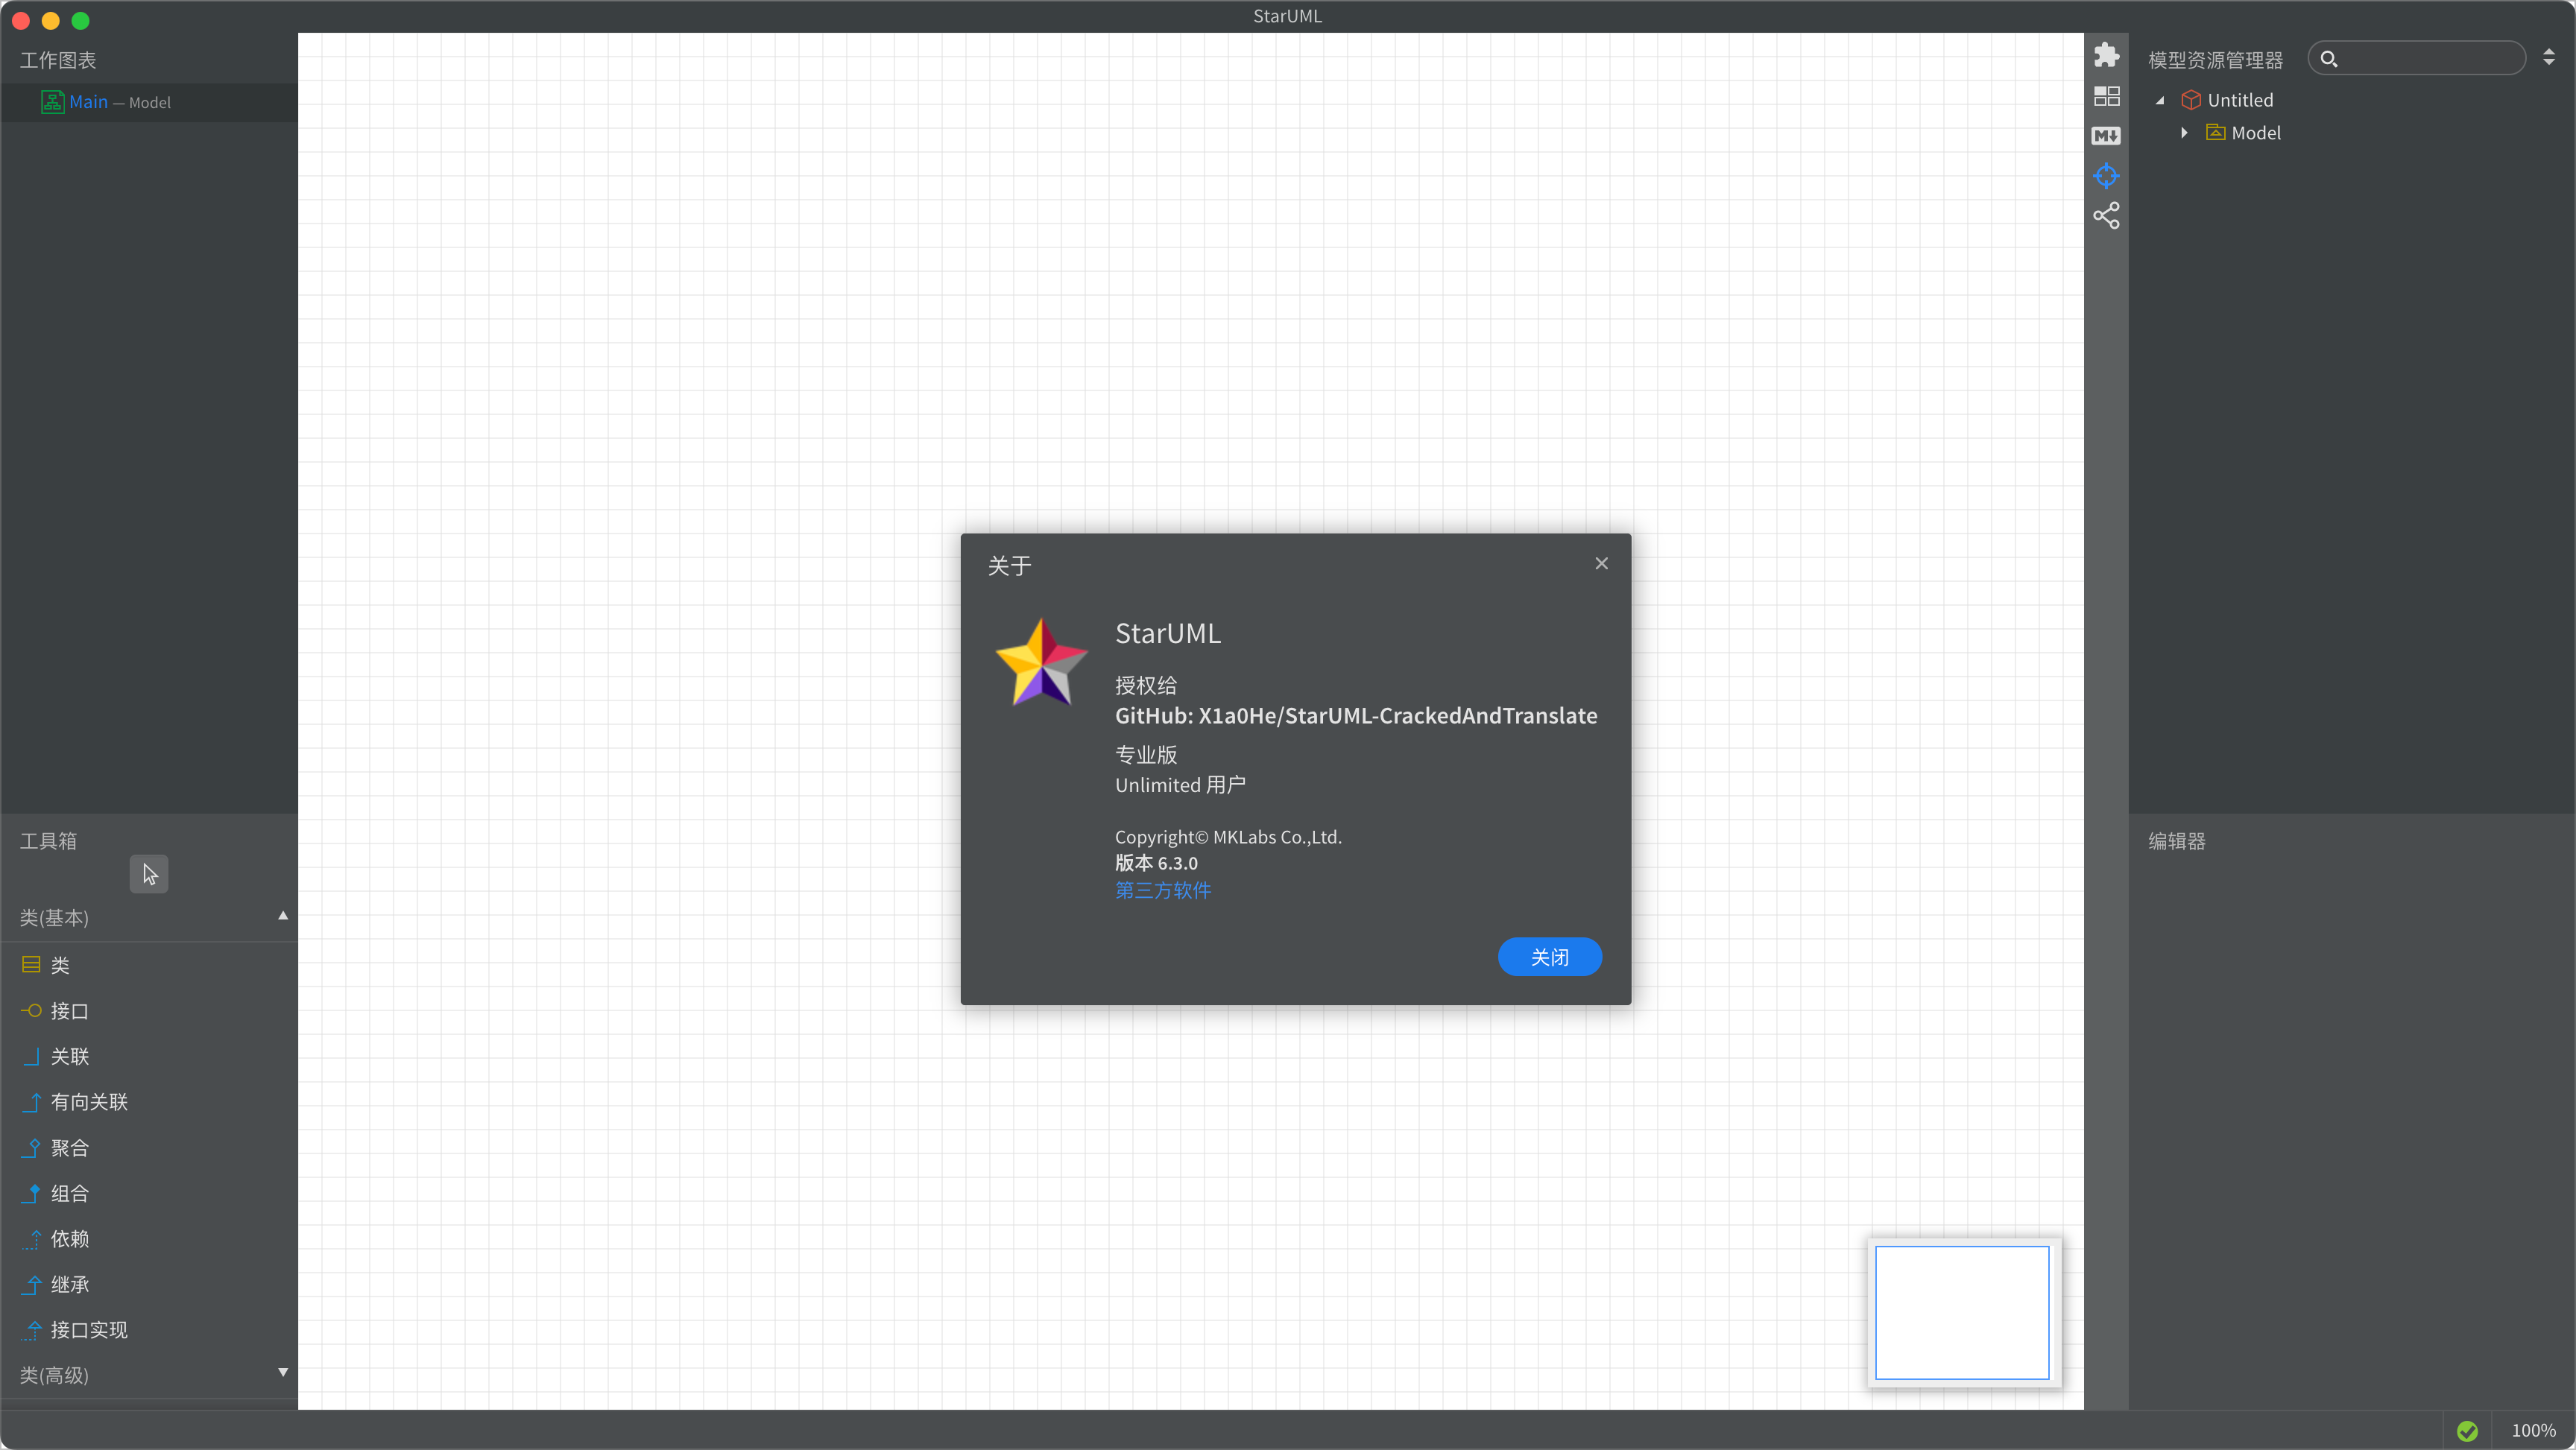 StarUML
工作图表
Main — Model
工具箱
类(基本)
类
接口
关联
有向关联
聚合
组合
依赖
继承
接口实现
类(高级)
关于
StarUML
授权给
GitHub: X1a0He/StarUML-CrackedAndTranslate
专业版
Unlimited 用户
Copyright© MKLabs Co.,Ltd.
版本 6.3.0
第三方软件
关闭
模型资源管理器
Untitled
Model
编辑器
100%